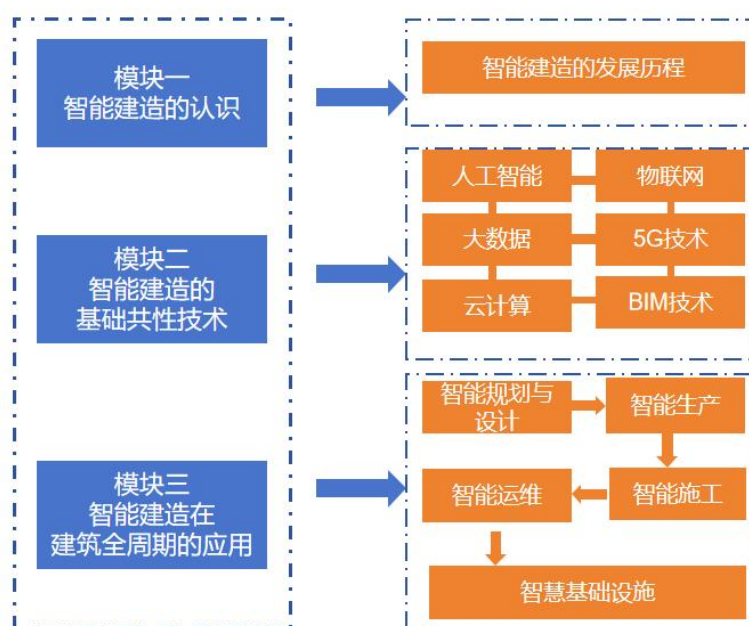 模块一
智能建造的认识
智能建造的发展历程
模块二
智能建造的
基础共性技术
人工智能
物联网
大数据
5G技术
云计算
BIM技术
模块三
智能建造在
建筑全周期的应用
智能规划与
设计
智能生产
智能运维
智能施工
智慧基础设施